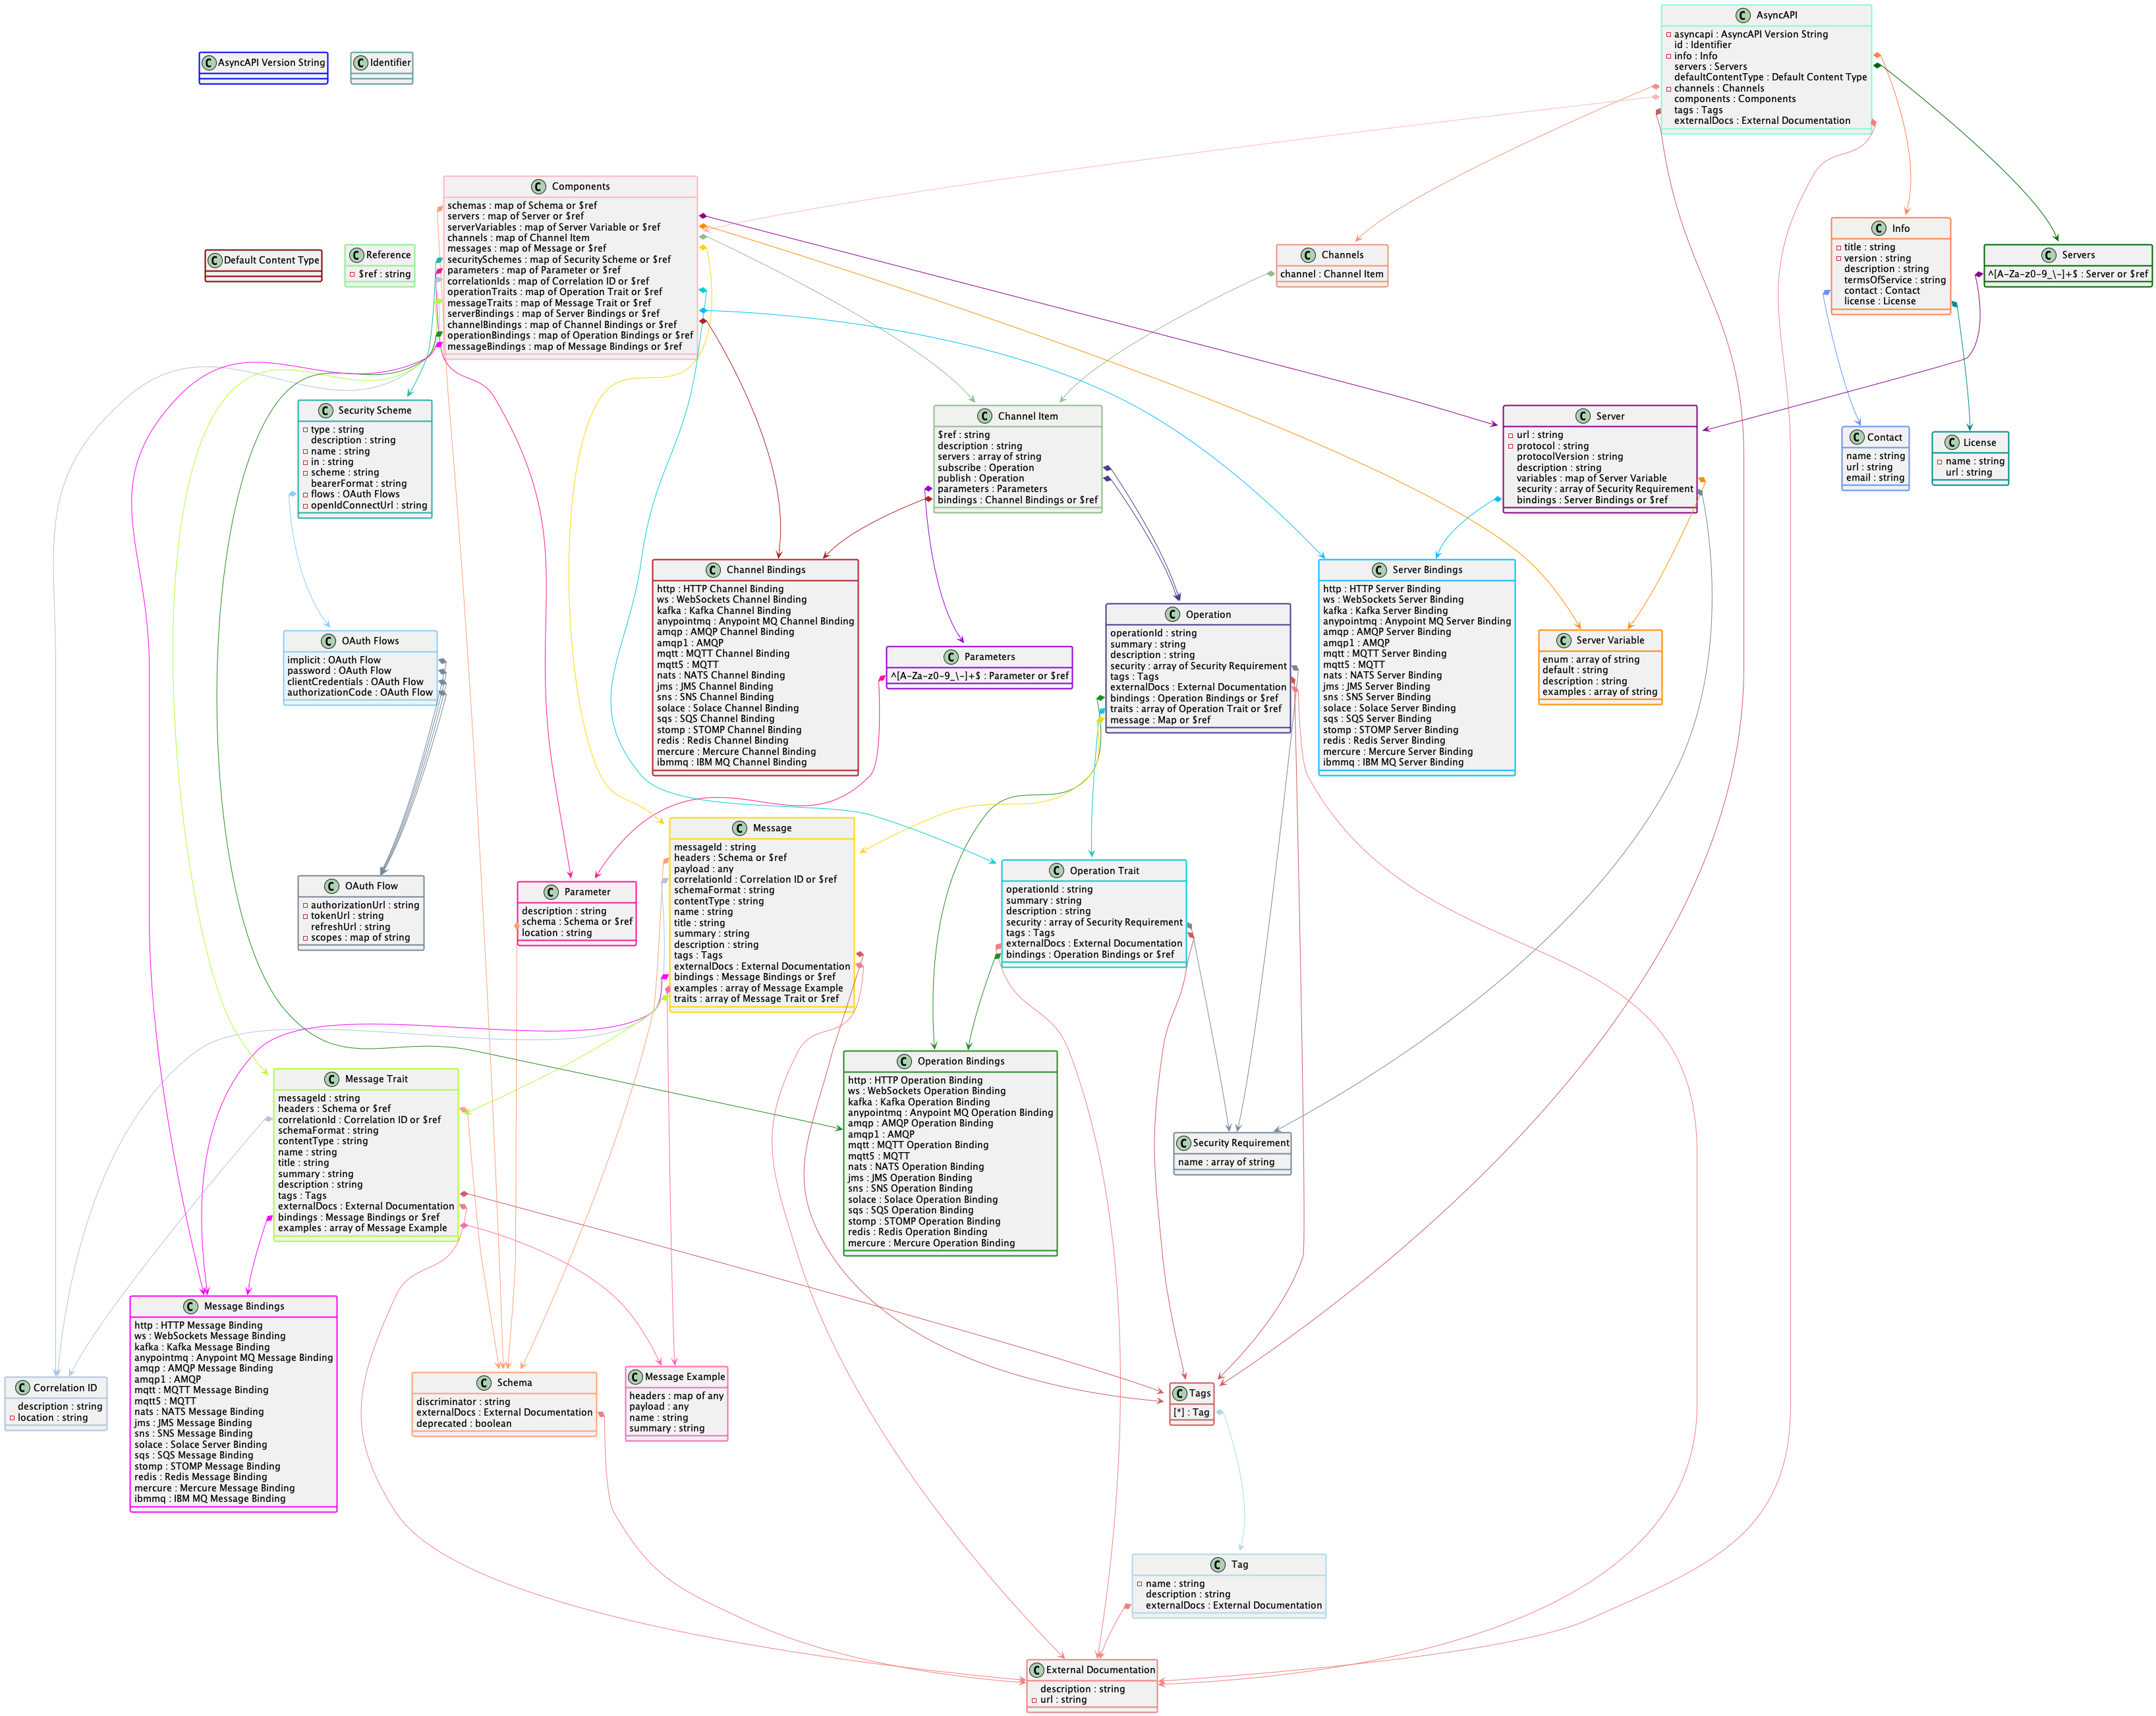 AsyncAPI
asyncapi : AsyncAPI Version String
id : Identifier
info : Info
servers : Servers
defaultContentType : Default Content Type
channels : Channels
components : Components
tags : Tags
externalDocs : External Documentation
AsyncAPI Version String
Identifier
Components
schemas : map of Schema or $ref
servers : map of Server or $ref
serverVariables : map of Server Variable or $ref
channels : map of Channel Item
messages : map of Message or $ref
securitySchemes : map of Security Scheme or $ref
parameters : map of Parameter or $ref
correlationIds : map of Correlation ID or $ref
operationTraits : map of Operation Trait or $ref
messageTraits : map of Message Trait or $ref
serverBindings : map of Server Bindings or $ref
channelBindings : map of Channel Bindings or $ref
operationBindings : map of Operation Bindings or $ref
messageBindings : map of Message Bindings or $ref
Default Content Type
Reference
$ref : string
Channels
channel : Channel Item
Info
title : string
version : string
description : string
termsOfService : string
contact : Contact
license : License
Servers
^[A-Za-z0-9_\-]+$ : Server or $ref
Security Scheme
type : string
description : string
name : string
in : string
scheme : string
bearerFormat : string
flows : OAuth Flows
openIdConnectUrl : string
Channel Item
$ref : string
description : string
servers : array of string
subscribe : Operation
publish : Operation
parameters : Parameters
bindings : Channel Bindings or $ref
Server
url : string
protocol : string
protocolVersion : string
description : string
variables : map of Server Variable
security : array of Security Requirement
bindings : Server Bindings or $ref
Contact
name : string
url : string
email : string
License
name : string
url : string
OAuth Flows
implicit : OAuth Flow
password : OAuth Flow
clientCredentials : OAuth Flow
authorizationCode : OAuth Flow
Channel Bindings
http : HTTP Channel Binding
ws : WebSockets Channel Binding
kafka : Kafka Channel Binding
anypointmq : Anypoint MQ Channel Binding
amqp : AMQP Channel Binding
amqp1 : AMQP
mqtt : MQTT Channel Binding
mqtt5 : MQTT
nats : NATS Channel Binding
jms : JMS Channel Binding
sns : SNS Channel Binding
solace : Solace Channel Binding
sqs : SQS Channel Binding
stomp : STOMP Channel Binding
redis : Redis Channel Binding
mercure : Mercure Channel Binding
ibmmq : IBM MQ Channel Binding
Parameters
^[A-Za-z0-9_\-]+$ : Parameter or $ref
Operation
operationId : string
summary : string
description : string
security : array of Security Requirement
tags : Tags
externalDocs : External Documentation
bindings : Operation Bindings or $ref
traits : array of Operation Trait or $ref
message : Map or $ref
Server Bindings
http : HTTP Server Binding
ws : WebSockets Server Binding
kafka : Kafka Server Binding
anypointmq : Anypoint MQ Server Binding
amqp : AMQP Server Binding
amqp1 : AMQP
mqtt : MQTT Server Binding
mqtt5 : MQTT
nats : NATS Server Binding
jms : JMS Server Binding
sns : SNS Server Binding
solace : Solace Server Binding
sqs : SQS Server Binding
stomp : STOMP Server Binding
redis : Redis Server Binding
mercure : Mercure Server Binding
ibmmq : IBM MQ Server Binding
Server Variable
enum : array of string
default : string
description : string
examples : array of string
OAuth Flow
authorizationUrl : string
tokenUrl : string
refreshUrl : string
scopes : map of string
Parameter
description : string
schema : Schema or $ref
location : string
Message
messageId : string
headers : Schema or $ref
payload : any
correlationId : Correlation ID or $ref
schemaFormat : string
contentType : string
name : string
title : string
summary : string
description : string
tags : Tags
externalDocs : External Documentation
bindings : Message Bindings or $ref
examples : array of Message Example
traits : array of Message Trait or $ref
Operation Trait
operationId : string
summary : string
description : string
security : array of Security Requirement
tags : Tags
externalDocs : External Documentation
bindings : Operation Bindings or $ref
Message Trait
messageId : string
headers : Schema or $ref
correlationId : Correlation ID or $ref
schemaFormat : string
contentType : string
name : string
title : string
summary : string
description : string
tags : Tags
externalDocs : External Documentation
bindings : Message Bindings or $ref
examples : array of Message Example
Operation Bindings
http : HTTP Operation Binding
ws : WebSockets Operation Binding
kafka : Kafka Operation Binding
anypointmq : Anypoint MQ Operation Binding
amqp : AMQP Operation Binding
amqp1 : AMQP
mqtt : MQTT Operation Binding
mqtt5 : MQTT
nats : NATS Operation Binding
jms : JMS Operation Binding
sns : SNS Operation Binding
solace : Solace Operation Binding
sqs : SQS Operation Binding
stomp : STOMP Operation Binding
redis : Redis Operation Binding
mercure : Mercure Operation Binding
Security Requirement
name : array of string
Correlation ID
description : string
location : string
Message Bindings
http : HTTP Message Binding
ws : WebSockets Message Binding
kafka : Kafka Message Binding
anypointmq : Anypoint MQ Message Binding
amqp : AMQP Message Binding
amqp1 : AMQP
mqtt : MQTT Message Binding
mqtt5 : MQTT
nats : NATS Message Binding
jms : JMS Message Binding
sns : SNS Message Binding
solace : Solace Server Binding
sqs : SQS Message Binding
stomp : STOMP Message Binding
redis : Redis Message Binding
mercure : Mercure Message Binding
ibmmq : IBM MQ Message Binding
Schema
discriminator : string
externalDocs : External Documentation
deprecated : boolean
Message Example
headers : map of any
payload : any
name : string
summary : string
Tags
[*] : Tag
Tag
name : string
description : string
externalDocs : External Documentation
External Documentation
description : string
url : string